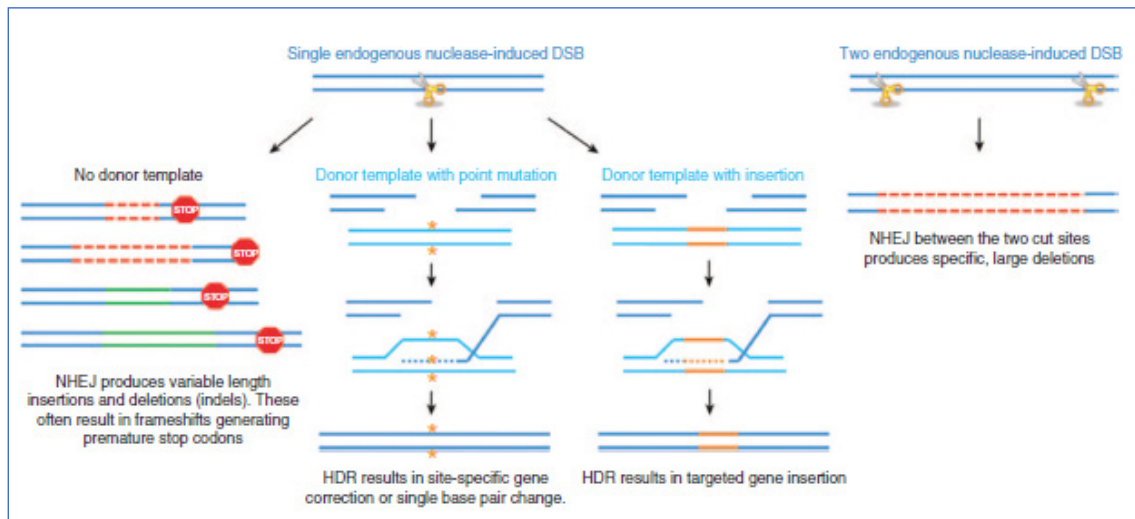 Single endogenous nuclease-induced DSB
Two endogenous nuclease-induced DSB
No donor template
STOP
STOP
STOP
STOP
NHEJ produces variable length
insertions and deletions (indels). These
often result in frameshifts generating
premature stop codons
Donor template with point mutation
HDR results in site-specific gene
correction or single base pair change.
Donor template with insertion
HDR results in targeted gene insertion
NHEJ between the two cut sites
produces specific, large deletions